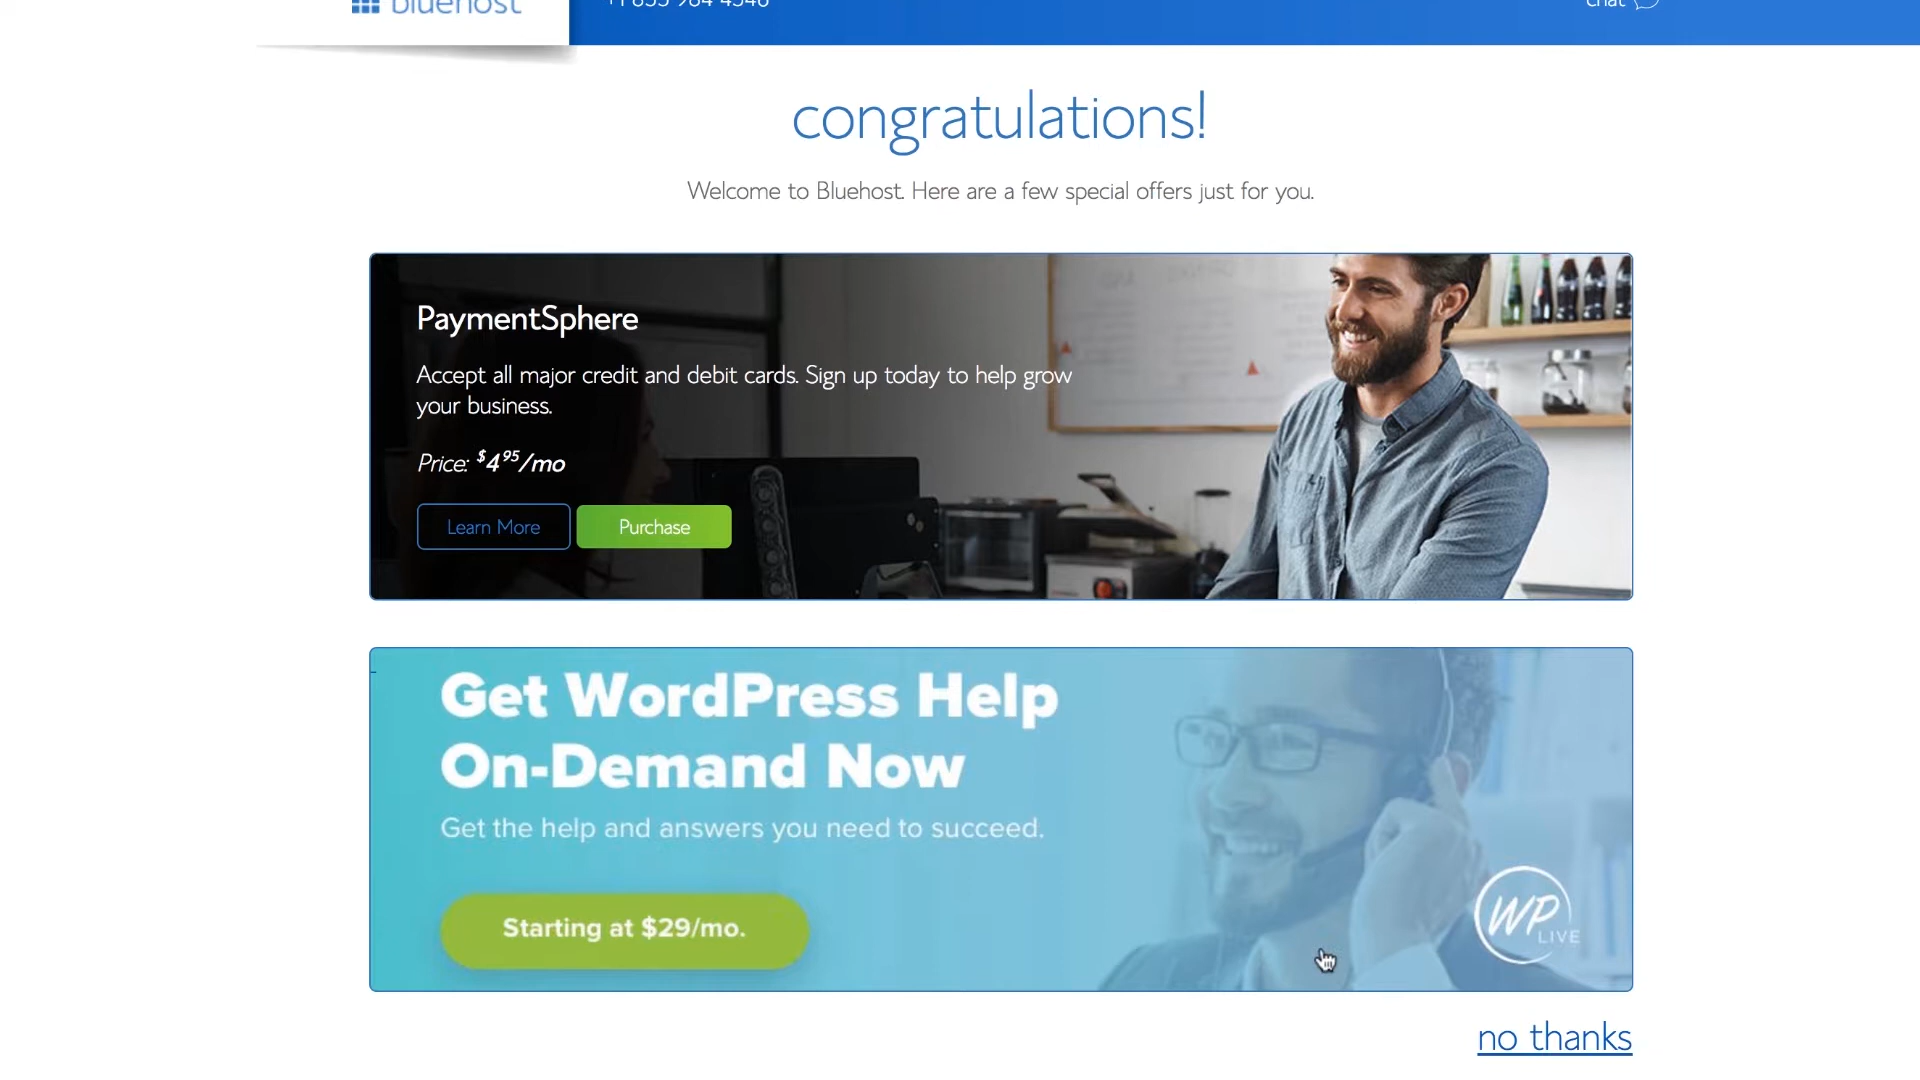 bluehost
chat
congratulations!
Welcome to Bluehost. Here are a few special offers just for you.
PaymentSphere
Accept all major credit and debit cards. Sign up today to help grow
your business.
Price: $4 95/mo
Learn More
Purchase
Get WordPress Help
On-Demand Now
Get the help and answers you need to succeed.
Starting at $29/mo.
WP
LIVE
no thanks